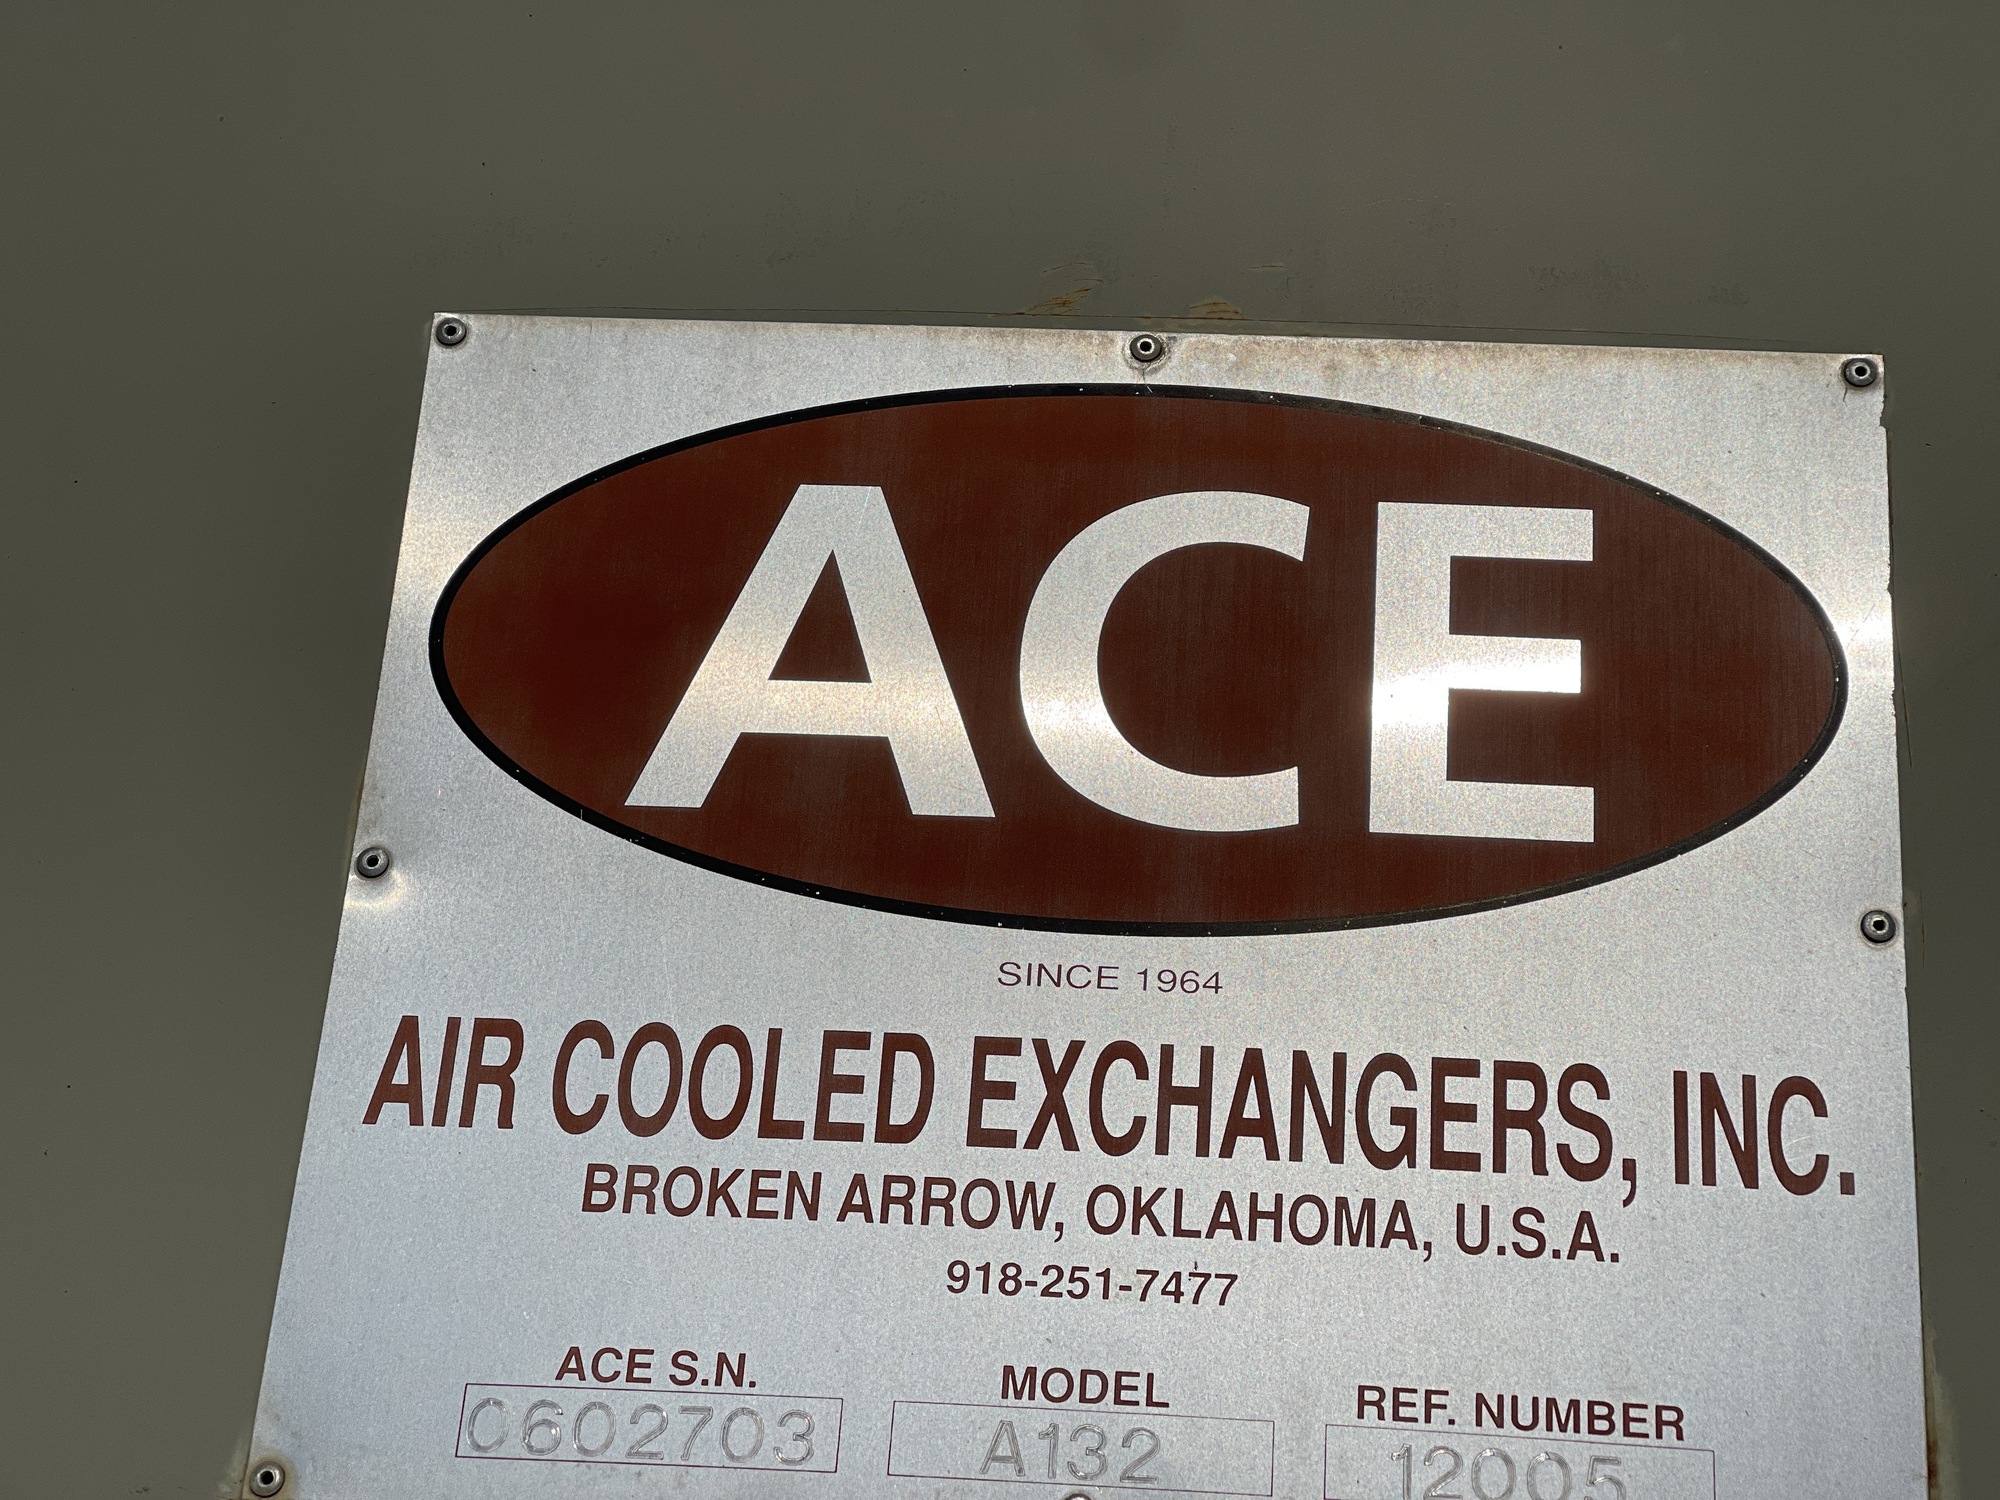 ACE
SINCE 1964
AIR COOLED EXCHANGERS, INC.
BROKEN ARROW, OKLAHOMA, U.S.A.
918-251-7477
ACE S.N. MODEL REF. NUMBER
0602703 A132 12005